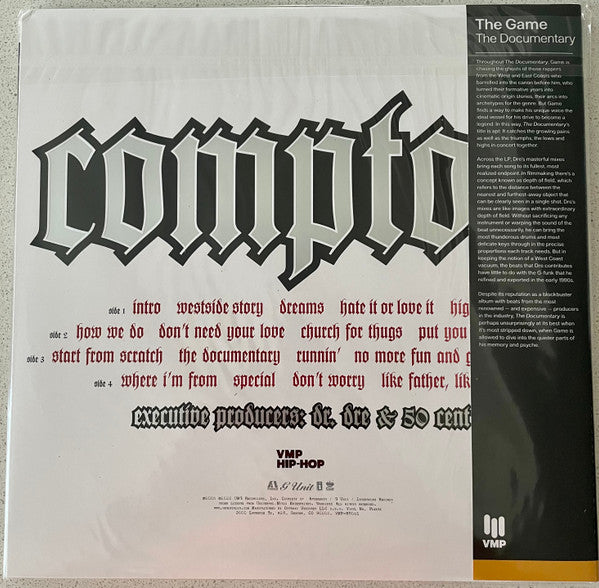 The Game
The Documentary
Throughout The Documentary, Game is
chasing the ghosts of those rappers
from the West and East Coasts who
barrelled into the canon before him, who
turned their formative years into
cinematic origin stories, their arcs into
archetypes for the genre. But Game
finds a way to make his unique voice the
ideal vessel for his drive to become a
legend. In this way, The Documentary's
title is apt: it catches the growing pains
as well as the triumphs, the lows and
highs in concert together.
Across the LP, Dre's masterful mixes
bring each song to its fullest, most
realized endpoint. In filmmaking there's a
concept known as depth of field, which
refers to the distance between the
nearest and furthest-away object that
can be clearly seen in a single shot. Dre's
mixes are like images with extraordinary
depth of field. Without sacrificing any
instrument or warping the sound of the
beat unnecessarily, he can bring the
most thunderous drums and most
delicate keys through in the precise
proportions each track needs. But in
keeping the notion of a West Coast
vacuum, the beats that Dre contributes
have little to do with the G-funk that he
refined and exported in the early 1990s.
Despite its reputation as a blockbuster
album with beats from the most
renowned — and expensive — producers
in the industry, The Documentary is
perhaps unsurprisingly at its best when
it's most stripped down, when Game is
allowed to dive into the quieter parts of
his memory and psyche.
compto
side 1 intro westside story dreams hate it or love it hig
side 2 how we do don't need your love church for thugs put you
side 3 start from scratch the documentary runnin' no more fun and g
side 4 where i'm from special don't worry like father, lik
executive producers: dr. dre & 50 cent
VMP
HIP-HOP
G Unit
VMP